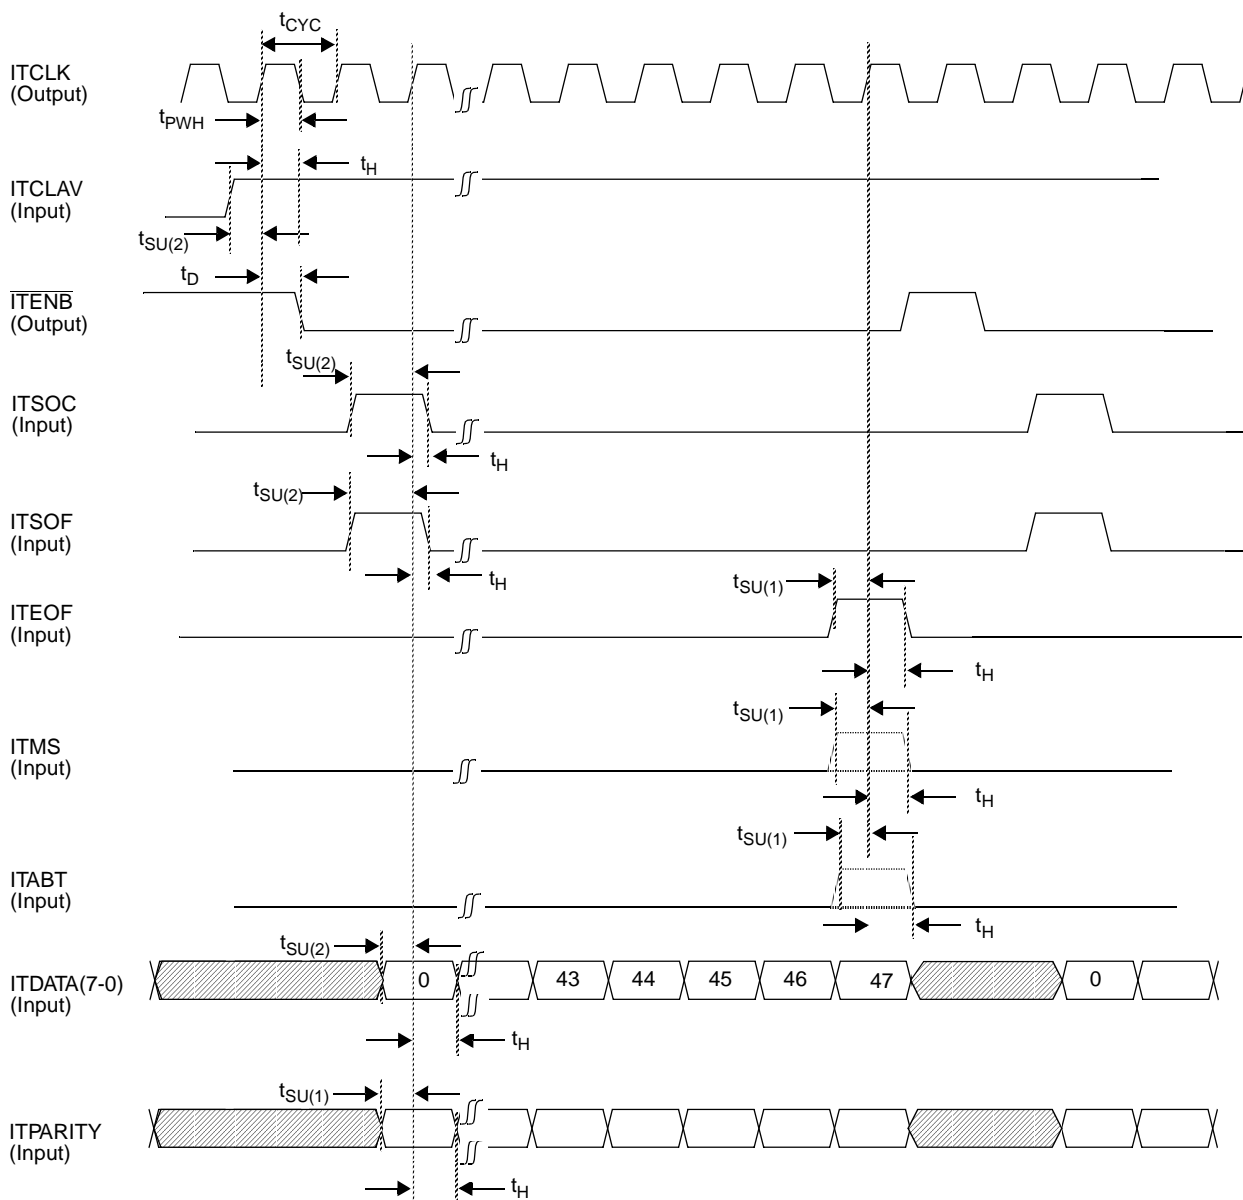 tCYC
ITCLK
(Output)
tPWH
tH
ITCLAV
(Input)
tSU(2)
tD
ITENB
(Output)
tSU(2)
ITSOC
(Input)
tH
tSU(2)
ITSOF
(Input)
tH
tSU(1)
ITEOF
(Input)
tH
tSU(1)
ITMS
(Input)
tH
tSU(1)
ITABT
(Input)
tH
tSU(2)
ITDATA(7-0)
(Input)
0 43 44 45 46 47 0
tH
tSU(1)
ITPARITY
(Input)
tH